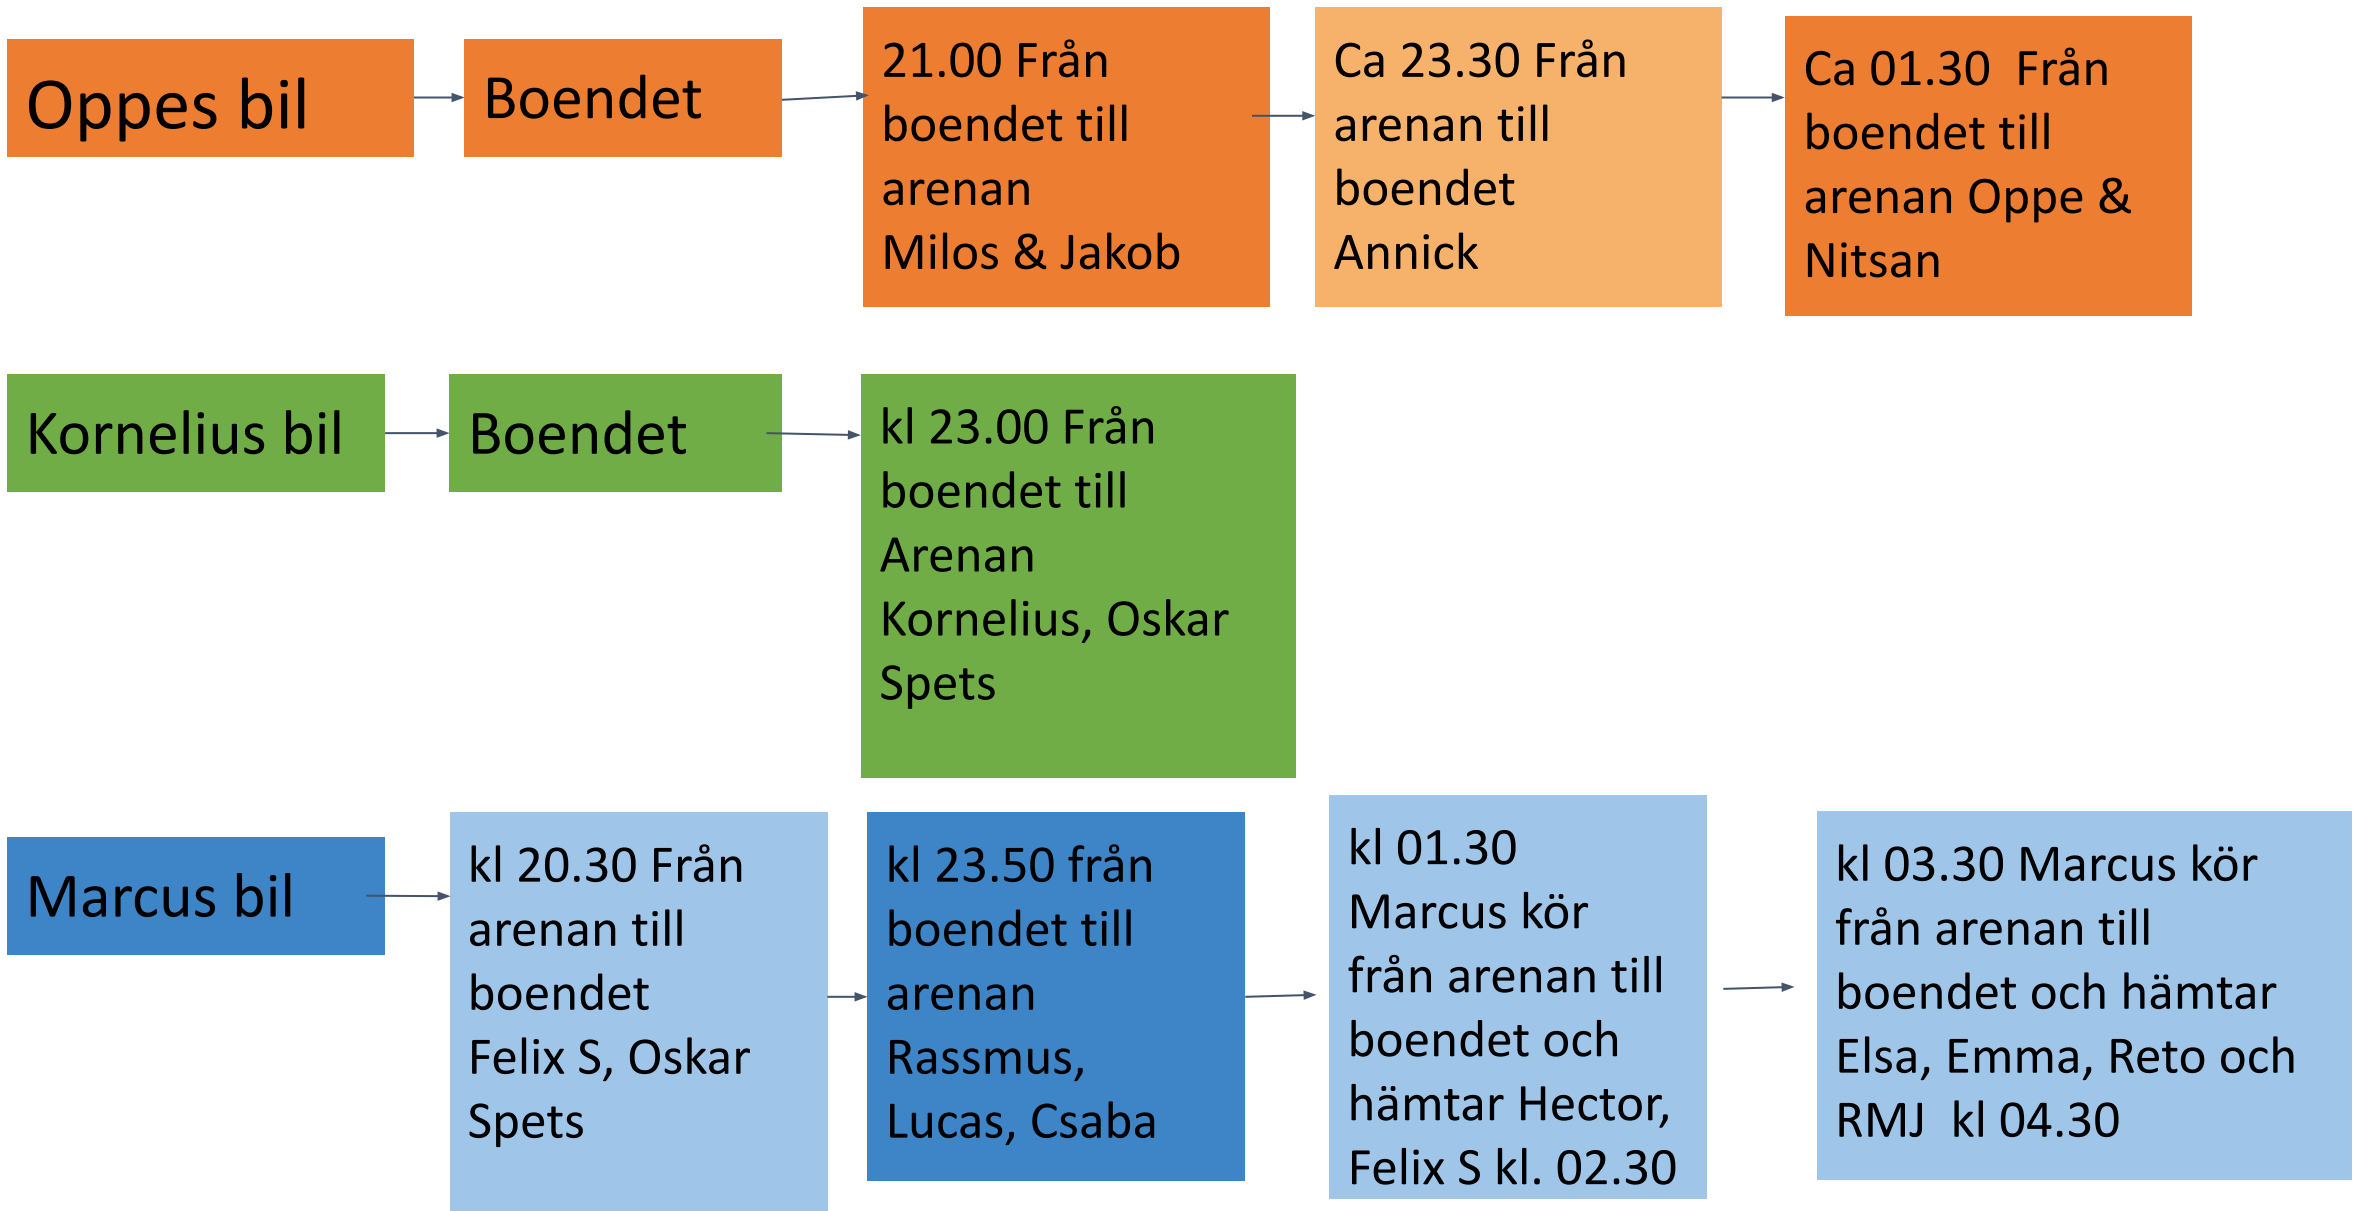 Oppes bil
Boendet
21.00 Från
boendet till
arenan
Milos & Jakob
Ca 23.30 Från
arenan till
boendet
Annick
Ca 01.30  Från
boendet till
arenan Oppe &
Nitsan
Kornelius bil
Boendet
kl 23.00 Från
boendet till
Arenan
Kornelius, Oskar
Spets
Marcus bil
kl 20.30 Från
arenan till
boendet
Felix S, Oskar
Spets
kl 23.50 från
boendet till
arenan
Rassmus,
Lucas, Csaba
kl 01.30
Marcus kör
från arenan till
boendet och
hämtar Hector,
Felix S kl. 02.30
kl 03.30 Marcus kör
från arenan till
boendet och hämtar
Elsa, Emma, Reto och
RMJ  kl 04.30